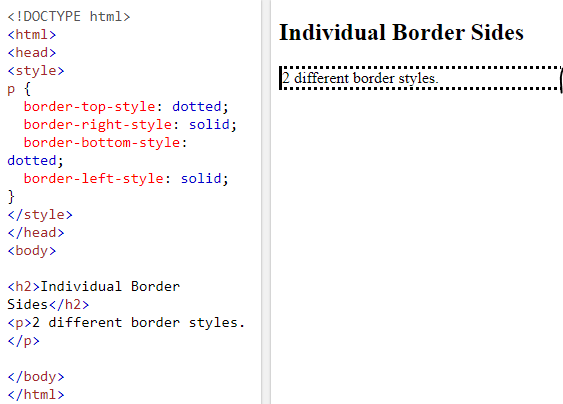 <!DOCTYPE html>
<html>
<head>
<style>
p {
  border-top-style: dotted;
  border-right-style: solid;
  border-bottom-style:
dotted;
  border-left-style: solid;
}
</style>
</head>
<body>

<h2>Individual Border
Sides</h2>
<p>2 different border styles.
</p>

</body>
</html>
Individual Border Sides
2 different border styles.